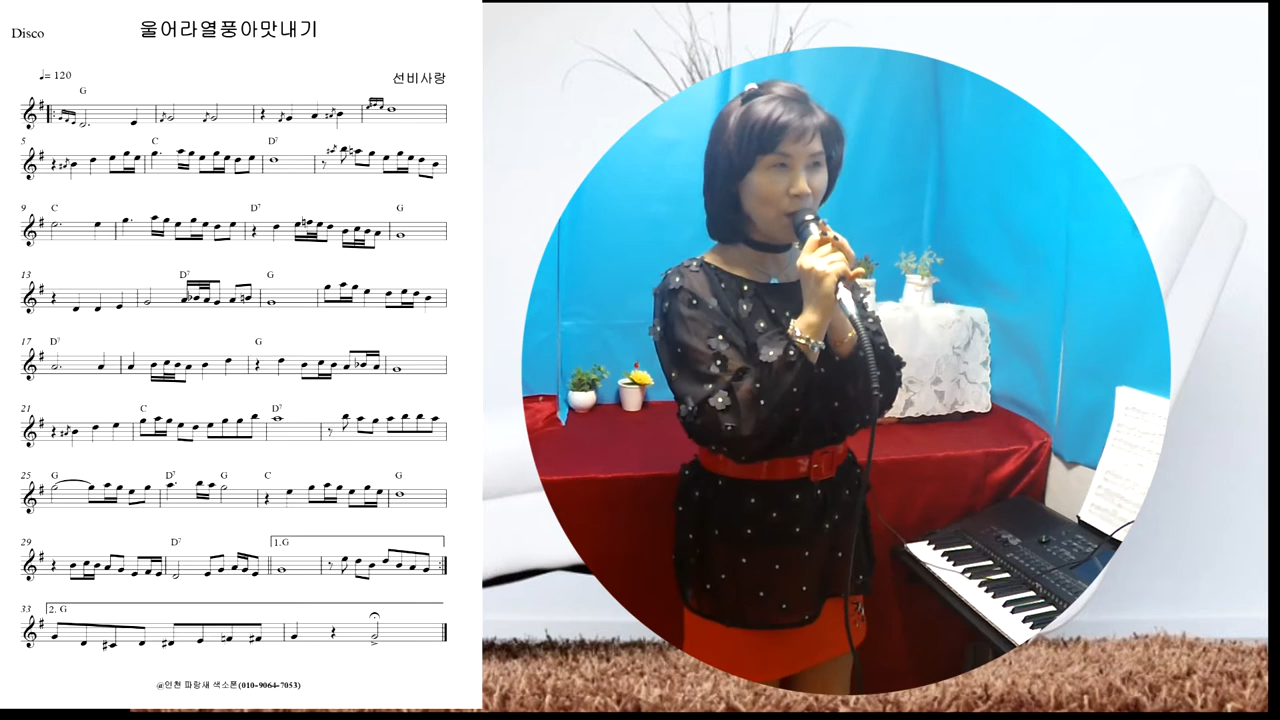 울어라열풍아맛내기
Disco
♩= 120
선비사랑
G
5 C D7
9 C D7 G
13 D7 G
17 D7 G
21 C D7
25 G D7 G C G
29 D7 1.G
33 2. G
@인천 파랑새 색소폰(010-9064-7053)